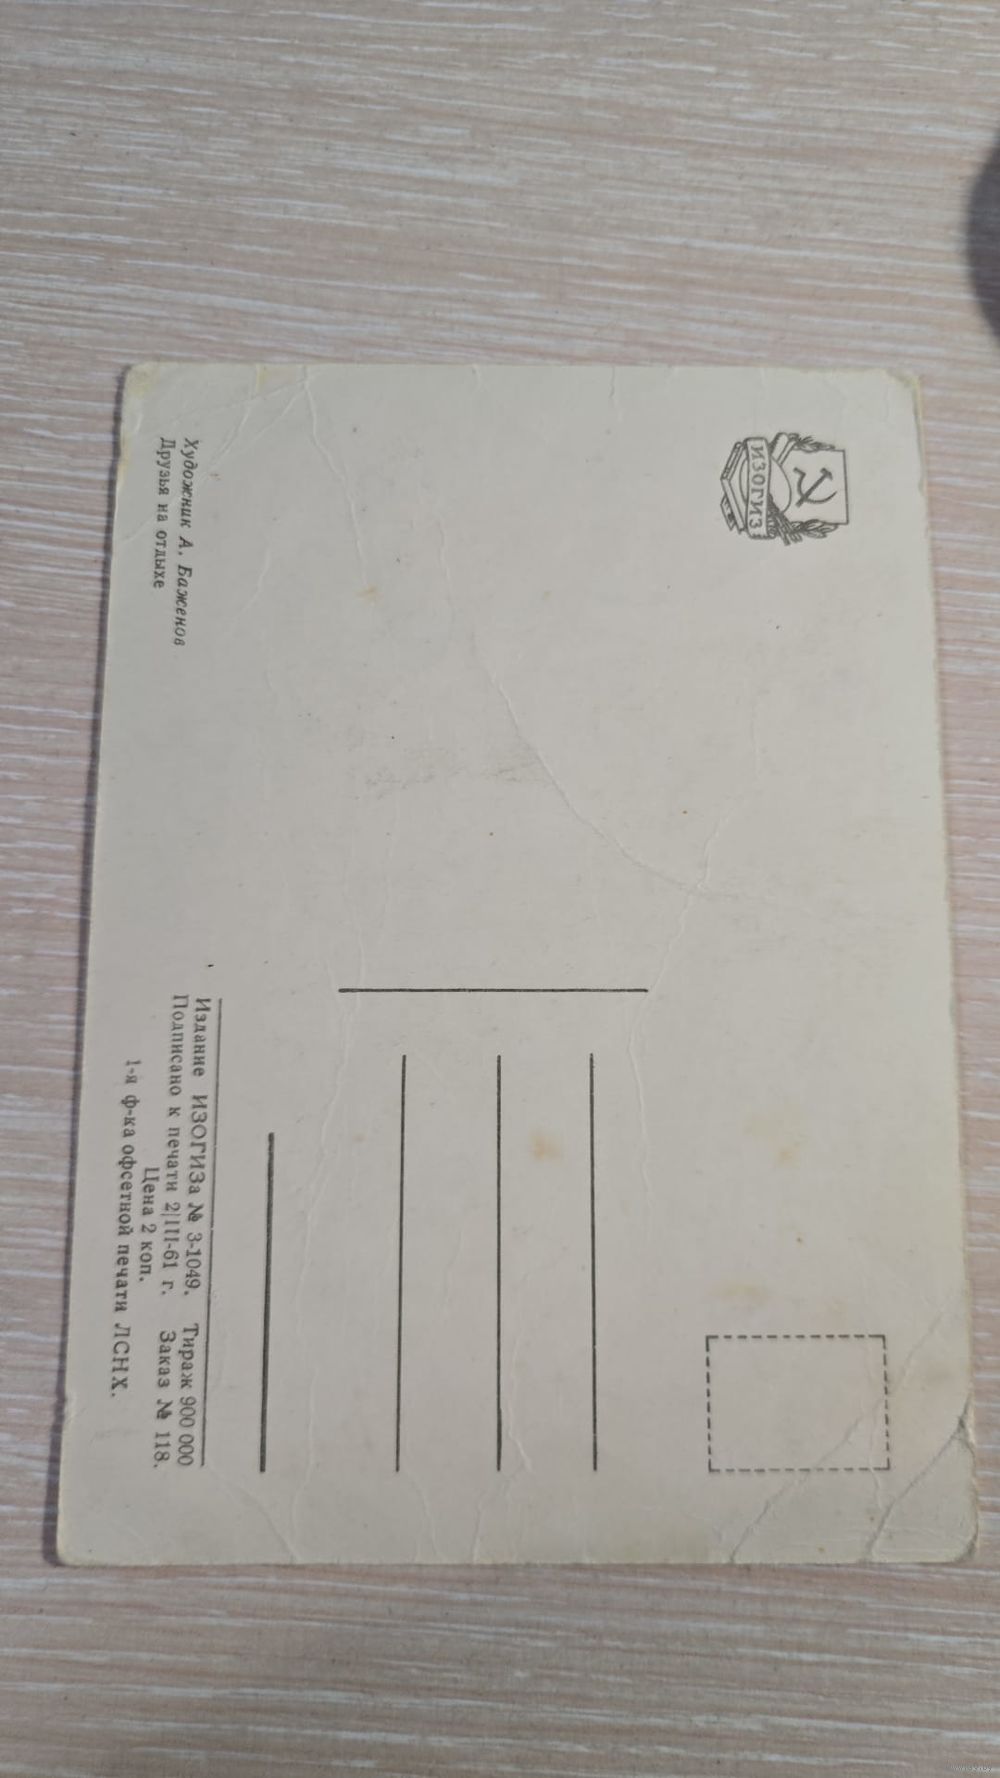 ИЗОГИЗ
Художник А. Баженов
Друзья на отдыхе
Издание ИЗОГИЗа № 3-1049. Тираж 900 000
Подписано к печати 2|III-61 г. Заказ № 118.
Цена 2 коп.
1-я ф-ка офсетной печати ЛСНХ.